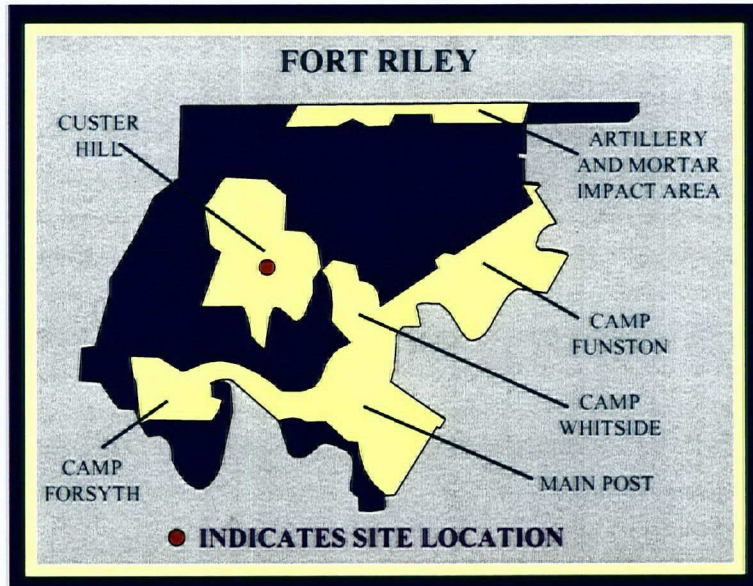 FORT RILEY
CUSTER
HILL
ARTILLERY
AND MORTAR
IMPACT AREA
CAMP
FUNSTON
CAMP
WHITSIDE
MAIN POST
CAMP
FORSYTH
INDICATES SITE LOCATION